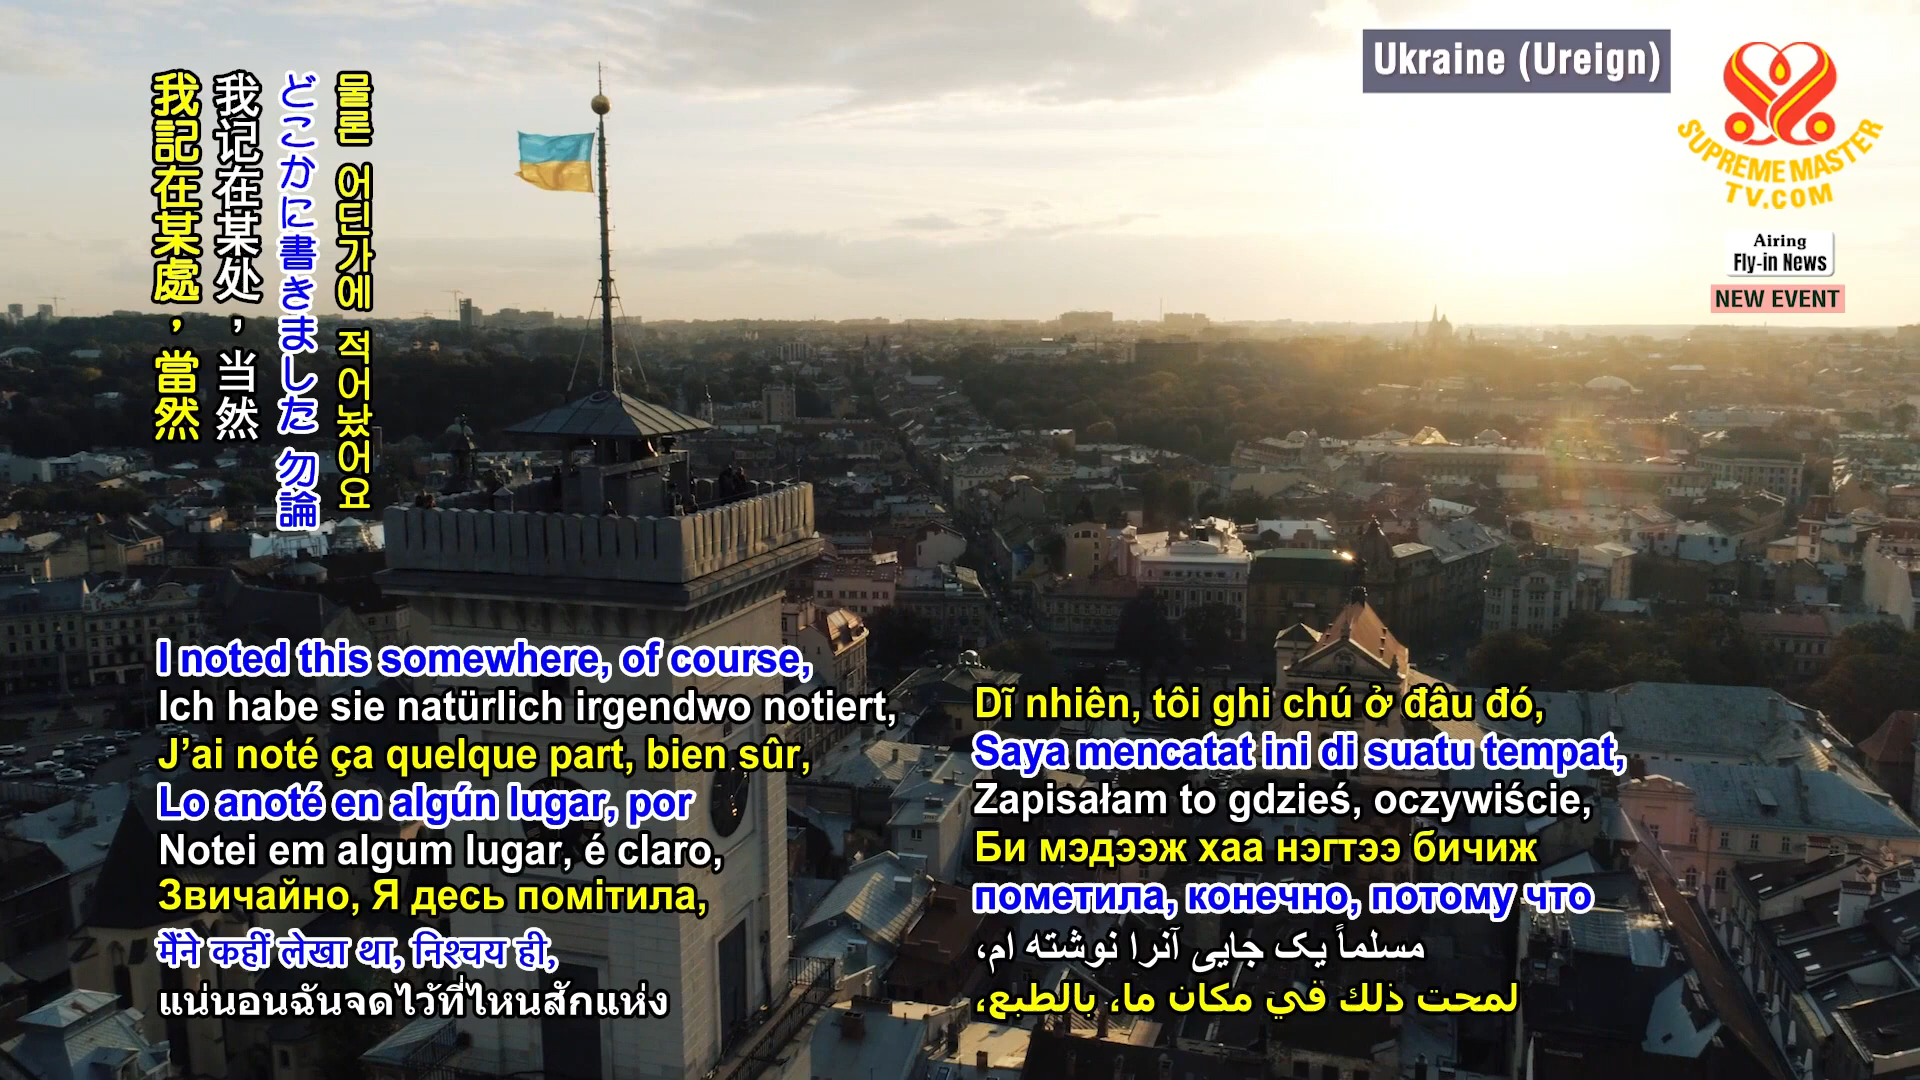 Ukraine (Ureign)
SUPREME MASTER
TV.COM
Airing
Fly-in News
NEW EVENT
我記在某處，當然
我记在某处，当然
どこかに書きました 勿論
물론 어딘가에 적어놨어요
I noted this somewhere, of course,
Ich habe sie natürlich irgendwo notiert,
J’ai noté ça quelque part, bien sûr,
Lo anoté en algún lugar, por
Notei em algum lugar, é claro,
Звичайно, Я десь помітила,
मैंने कहीं लेखा था, निश्चय ही,
แน่นอนฉันจดไว้ที่ไหนสักแห่ง
Dĩ nhiên, tôi ghi chú ở đâu đó,
Saya mencatat ini di suatu tempat,
Zapisałam to gdzieś, oczywiście,
Би мэдээж хаа нэгтээ бичиж
пометила, конечно, потому что
مسلماً یک جایی آنرا نوشته ام،
لمحت ذلك في مكان ما، بالطبع،